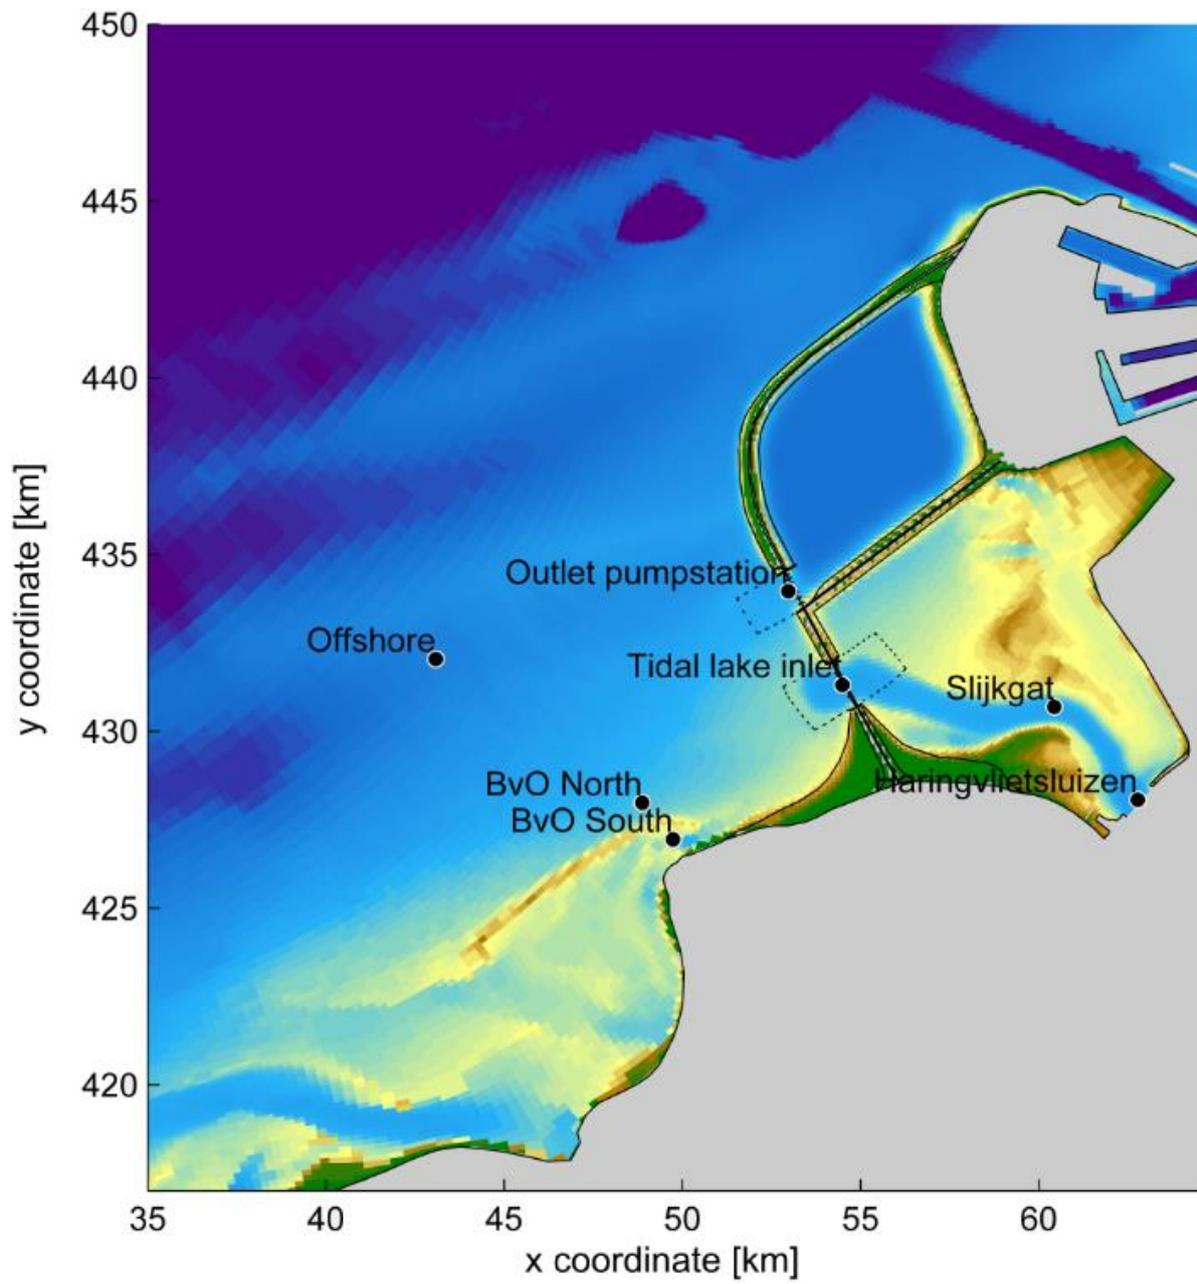 450
445
440
435
430
425
420
y coordinate [km]
Outlet pumpstation
Offshore
Tidal lake inlet
Slijkgat
BvO North
Haringvlietsluizen
BvO South
35
40
45
50
55
60
x coordinate [km]